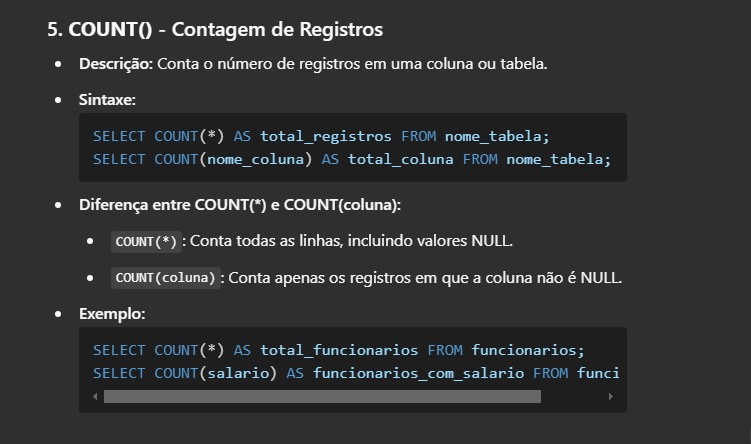 5. COUNT() - Contagem de Registros
• Descrição: Conta o número de registros em uma coluna ou tabela.
• Sintaxe:
SELECT COUNT(*) AS total_registros FROM nome_tabela;
SELECT COUNT(nome_coluna) AS total_coluna FROM nome_tabela;
• Diferença entre COUNT(*) e COUNT(coluna):
• COUNT(*): Conta todas as linhas, incluindo valores NULL.
• COUNT(coluna): Conta apenas os registros em que a coluna não é NULL.
• Exemplo:
SELECT COUNT(*) AS total_funcionarios FROM funcionarios;
SELECT COUNT(salario) AS funcionarios_com_salario FROM funci